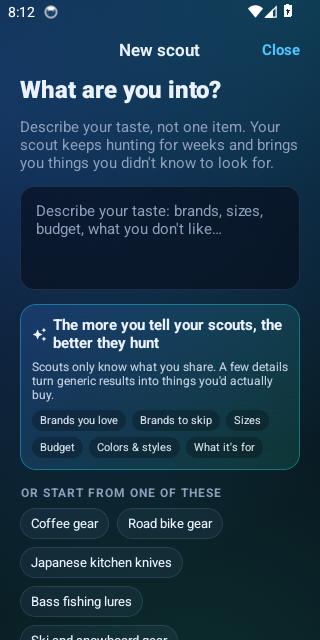 8:12
New scout
Close
What are you into?
Describe your taste, not one item. Your
scout keeps hunting for weeks and brings
you things you didn't know to look for.
Describe your taste: brands, sizes,
budget, what you don't like…
The more you tell your scouts, the
better they hunt
Scouts only know what you share. A few details
turn generic results into things you'd actually
buy.
Brands you love
Brands to skip
Sizes
Budget
Colors & styles
What it's for
OR START FROM ONE OF THESE
Coffee gear
Road bike gear
Japanese kitchen knives
Bass fishing lures
Ski and snowboard gear